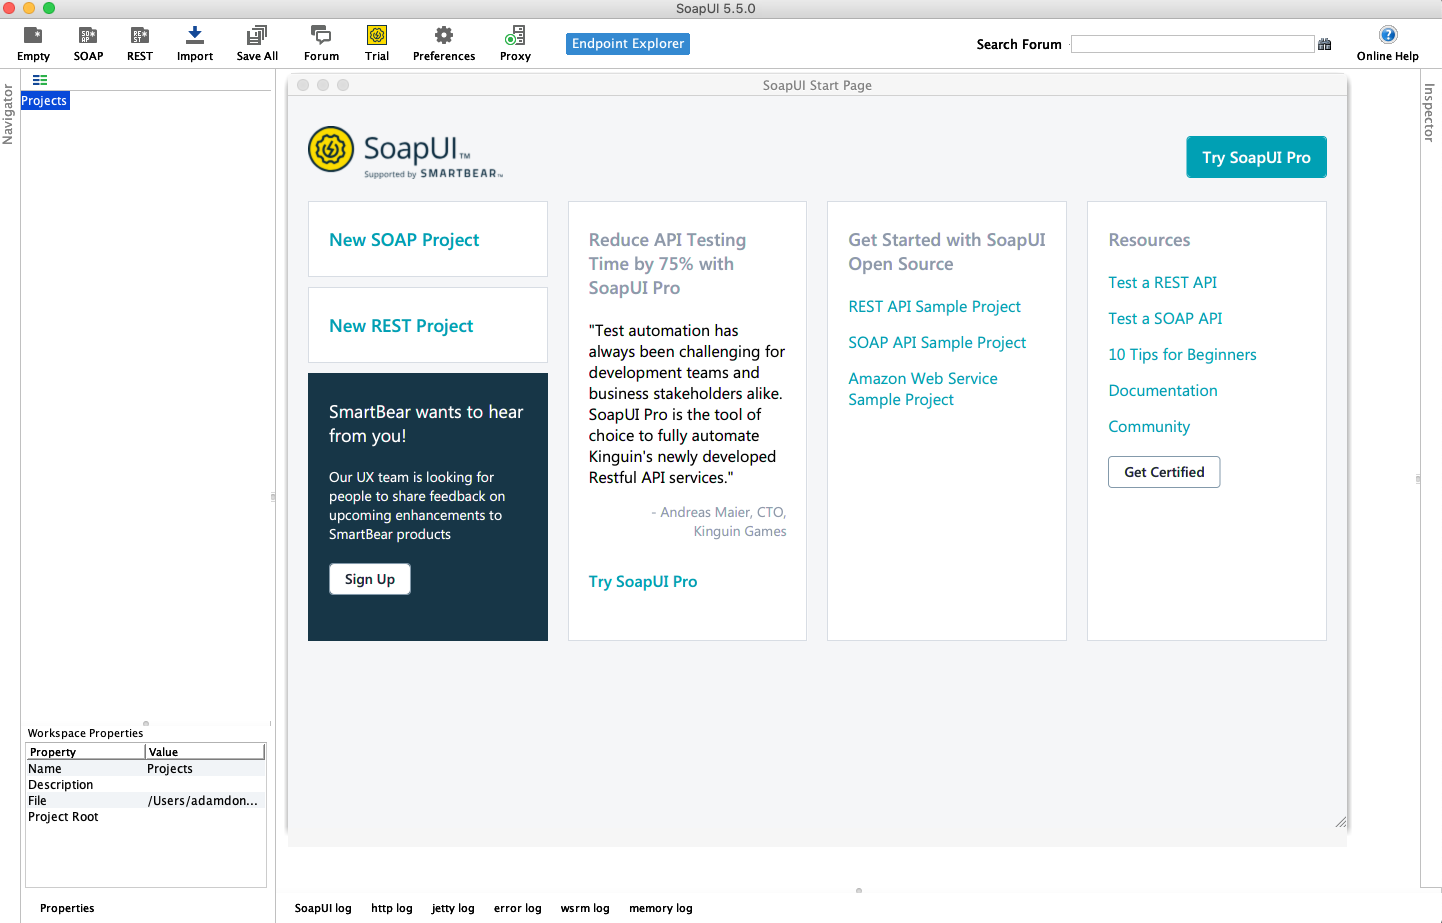 SoapUI 5.5.0
Empty
SOAP
REST
Import
Save All
Forum
Trial
Preferences
Proxy
Endpoint Explorer
Search Forum
Online Help
Navigator
Projects
Inspector
SoapUI Start Page
SoapUI™
Supported by SMARTBEAR™
Try SoapUI Pro
New SOAP Project
New REST Project
SmartBear wants to hear
from you!
Our UX team is looking for
people to share feedback on
upcoming enhancements to
SmartBear products
Sign Up
Reduce API Testing
Time by 75% with
SoapUI Pro
"Test automation has
always been challenging for
development teams and
business stakeholders alike.
SoapUI Pro is the tool of
choice to fully automate
Kinguin's newly developed
Restful API services."
- Andreas Maier, CTO,
Kinguin Games
Try SoapUI Pro
Get Started with SoapUI
Open Source
REST API Sample Project
SOAP API Sample Project
Amazon Web Service
Sample Project
Resources
Test a REST API
Test a SOAP API
10 Tips for Beginners
Documentation
Community
Get Certified
Workspace Properties
Property Value
Name Projects
Description
File /Users/adamdon...
Project Root
Properties
SoapUI log http log jetty log error log wsrm log memory log